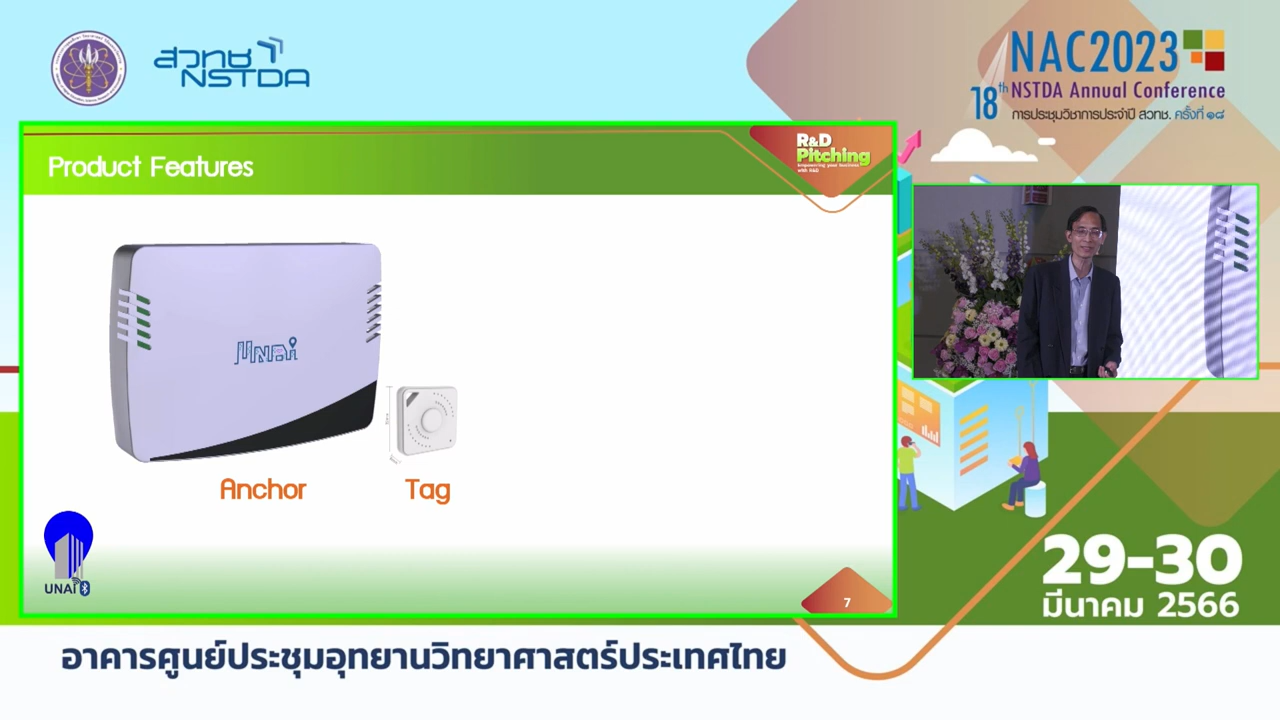 สวทช
NSTDA
NAC2023
18th NSTDA Annual Conference
การประชุมวิชาการประจำปี สวทช. ครั้งที่ ๑๘
Product Features
R&D
Pitching
Empowering your business
with R&D
UNAi
Anchor
Tag
UNAi
7
29-30
มีนาคม 2566
อาคารศูนย์ประชุมอุทยานวิทยาศาสตร์ประเทศไทย